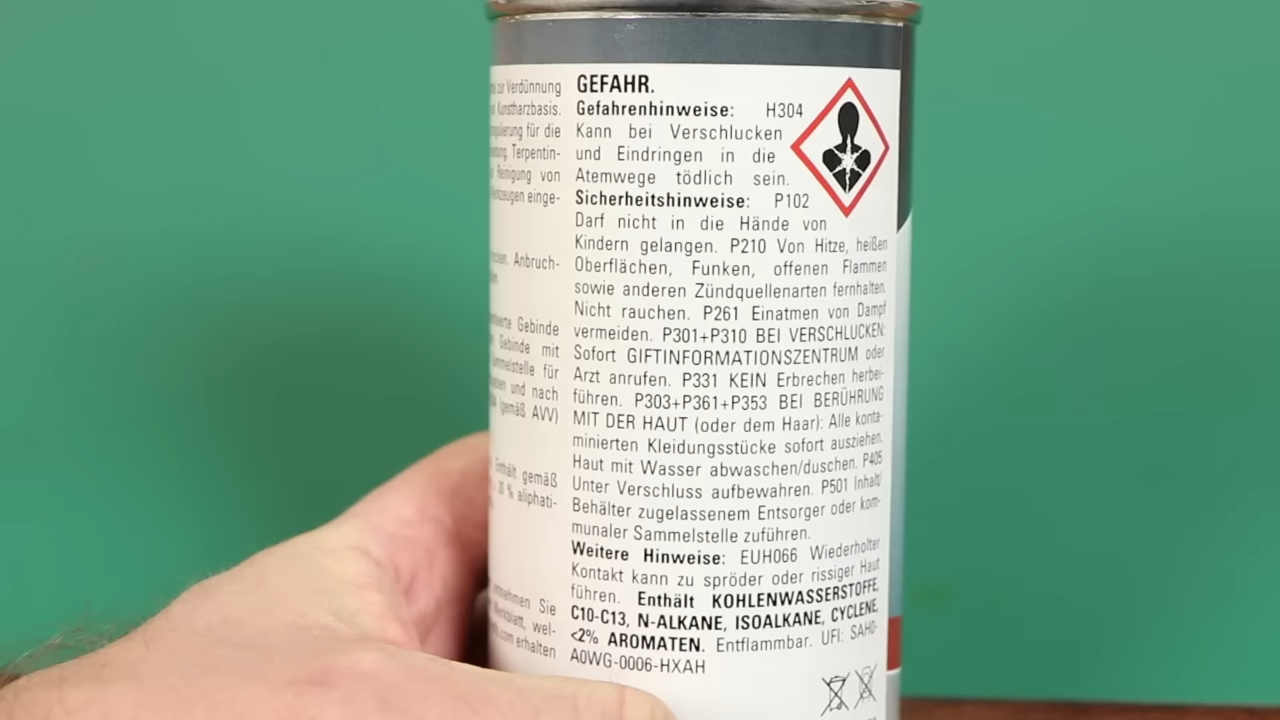 zur Verdünnung
Kunstharzbasis.
für die
Terpentin-
Reinigung von
einge-
Anbruch-
Gebinde
Gebinde mit
für
und nach
(gemäß AVV)
Enthält gemäß
% aliphati-
Sie
wel-
erhalten
GEFAHR.
Gefahrenhinweise: H304
Kann bei Verschlucken
und Eindringen in die
Atemwege tödlich sein.
Sicherheitshinweise: P102
Darf nicht in die Hände von
Kindern gelangen. P210 Von Hitze, heißen
Oberflächen, Funken, offenen Flammen
sowie anderen Zündquellenarten fernhalten.
Nicht rauchen. P261 Einatmen von Dampf
vermeiden. P301+P310 BEI VERSCHLUCKEN:
Sofort GIFTINFORMATIONSZENTRUM oder
Arzt anrufen. P331 KEIN Erbrechen herbei-
führen. P303+P361+P353 BEI BERÜHRUNG
MIT DER HAUT (oder dem Haar): Alle konta-
minierten Kleidungsstücke sofort ausziehen.
Haut mit Wasser abwaschen/duschen. P405
Unter Verschluss aufbewahren. P501 Inhalt/
Behälter zugelassenem Entsorger oder kom-
munaler Sammelstelle zuführen.
Weitere Hinweise: EUH066 Wiederholter
Kontakt kann zu spröder oder rissiger Haut
führen. Enthält KOHLENWASSERSTOFFE,
C10-C13, N-ALKANE, ISOALKANE, CYCLENE,
<2% AROMATEN. Entflammbar. UFI: SAH0-
A0WG-0006-HXAH